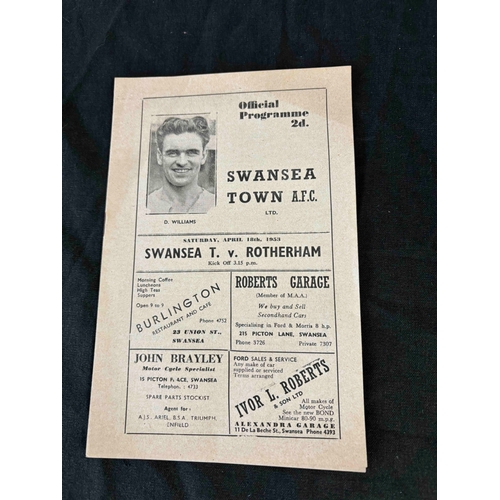 Official
Programme
2d.
SWANSEA
TOWN A.F.C.
LTD.
D. WILLIAMS
SATURDAY, APRIL 18th, 1953
SWANSEA T. v. ROTHERHAM
Kick Off 3.15 p.m.
Morning Coffee
Luncheons
High Teas
Suppers
Open 9 to 9
BURLINGTON
RESTAURANT AND CAFE
Phone 4732
23 UNION ST.,
SWANSEA
ROBERTS GARAGE
(Member of M.A.A.)
We buy and Sell
Secondhand Cars
Specialising in Ford & Morris 8 h.p.
215 PICTON LANE, SWANSEA
Phone 3726 Private 7307
JOHN BRAYLEY
Motor Cycle Specialist
15 PICTON PLACE, SWANSEA
Telephone : 4733
SPARE PARTS STOCKIST
Agent for :
A.J.S. ARIEL, B.S.A. TRIUMPH,
ENFIELD
FORD SALES & SERVICE
Any make of car
supplied or serviced
Terms arranged
IVOR L. ROBERTS
& SON LTD
All makes of
Motor Cycle
See the new BOND
Minicar 80-90 m.p.g.
ALEXANDRA GARAGE
11 De La Beche St., Swansea Phone 4393